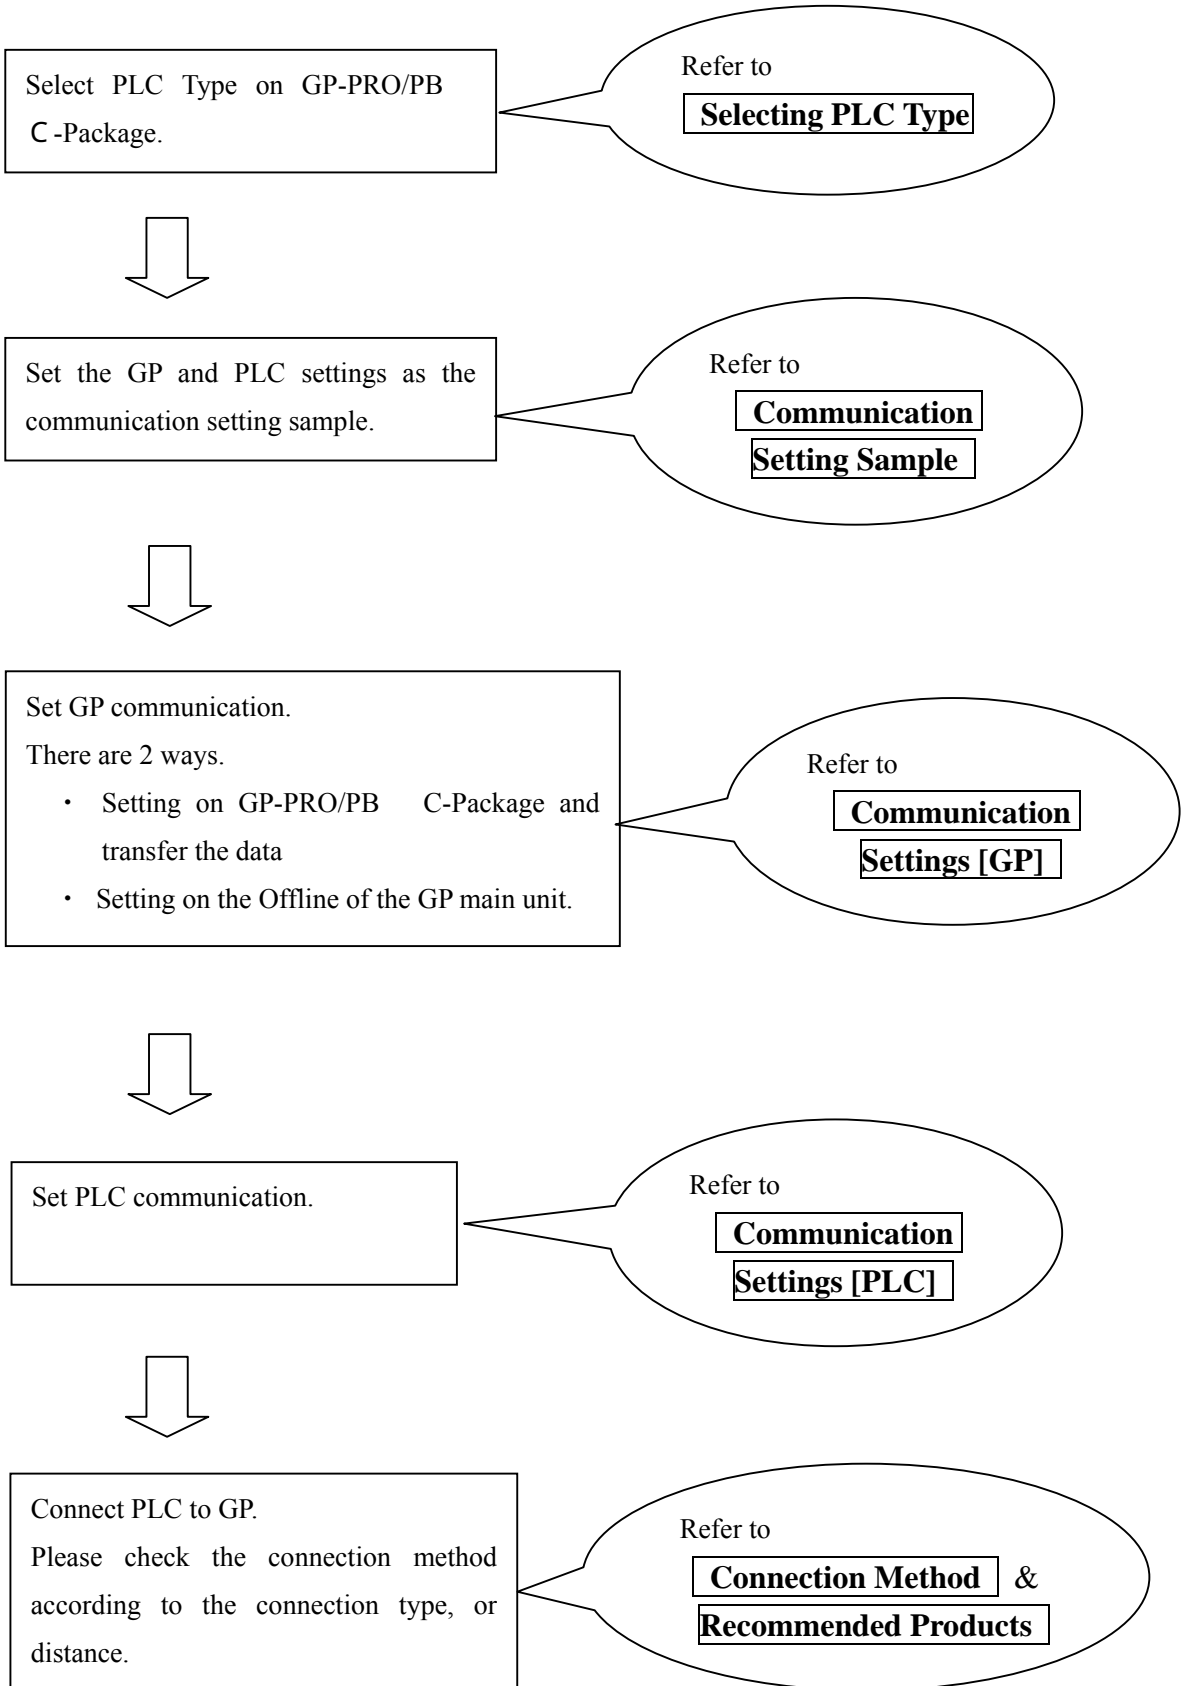 Select PLC Type on GP-PRO/PB
C -Package.
Refer to
Selecting PLC Type
Set the GP and PLC settings as the
communication setting sample.
Refer to
Communication
Setting Sample
Set GP communication.
There are 2 ways.
・ Setting on GP-PRO/PB C-Package and
transfer the data
・ Setting on the Offline of the GP main unit.
Refer to
Communication
Settings [GP]
Set PLC communication.
Refer to
Communication
Settings [PLC]
Connect PLC to GP.
Please check the connection method
according to the connection type, or
distance.
Refer to
Connection Method &
Recommended Products